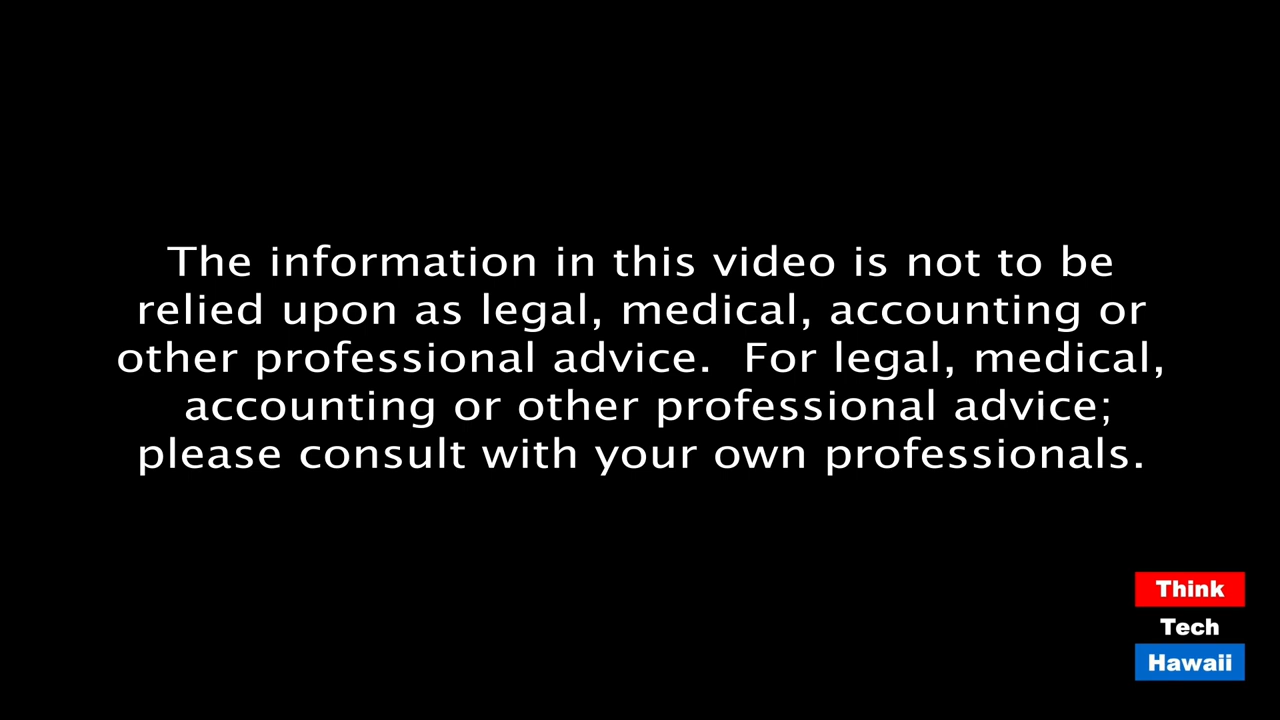 The information in this video is not to be
relied upon as legal, medical, accounting or
other professional advice.  For legal, medical,
accounting or other professional advice;
please consult with your own professionals.
Think
Tech
Hawaii